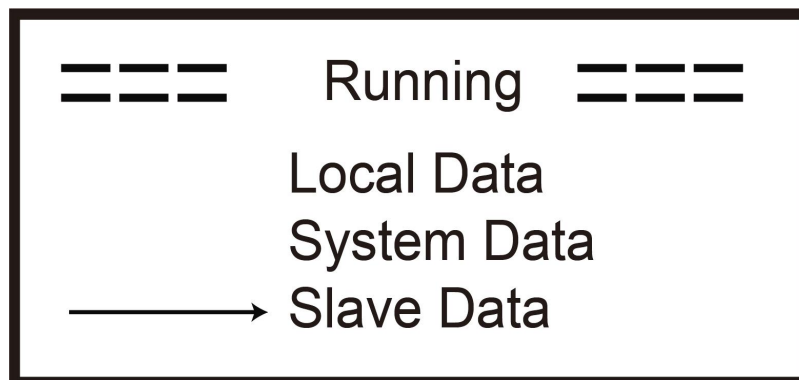 === Running ===
Local Data
System Data
Slave Data